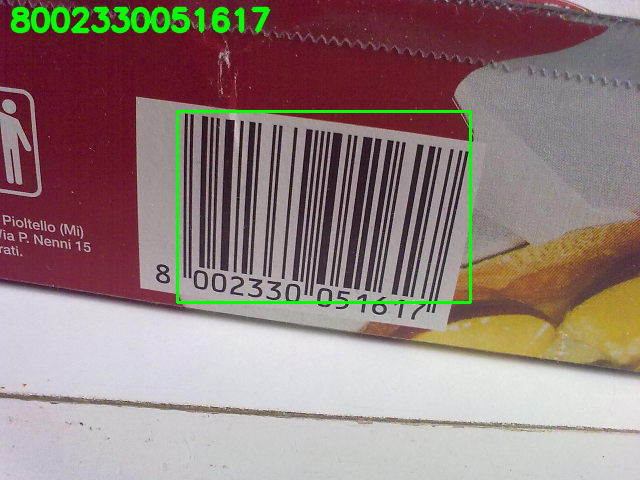 8002330051617
Pioltello (Mi)
Via P. Nenni 15
rati.
8 002330 051617